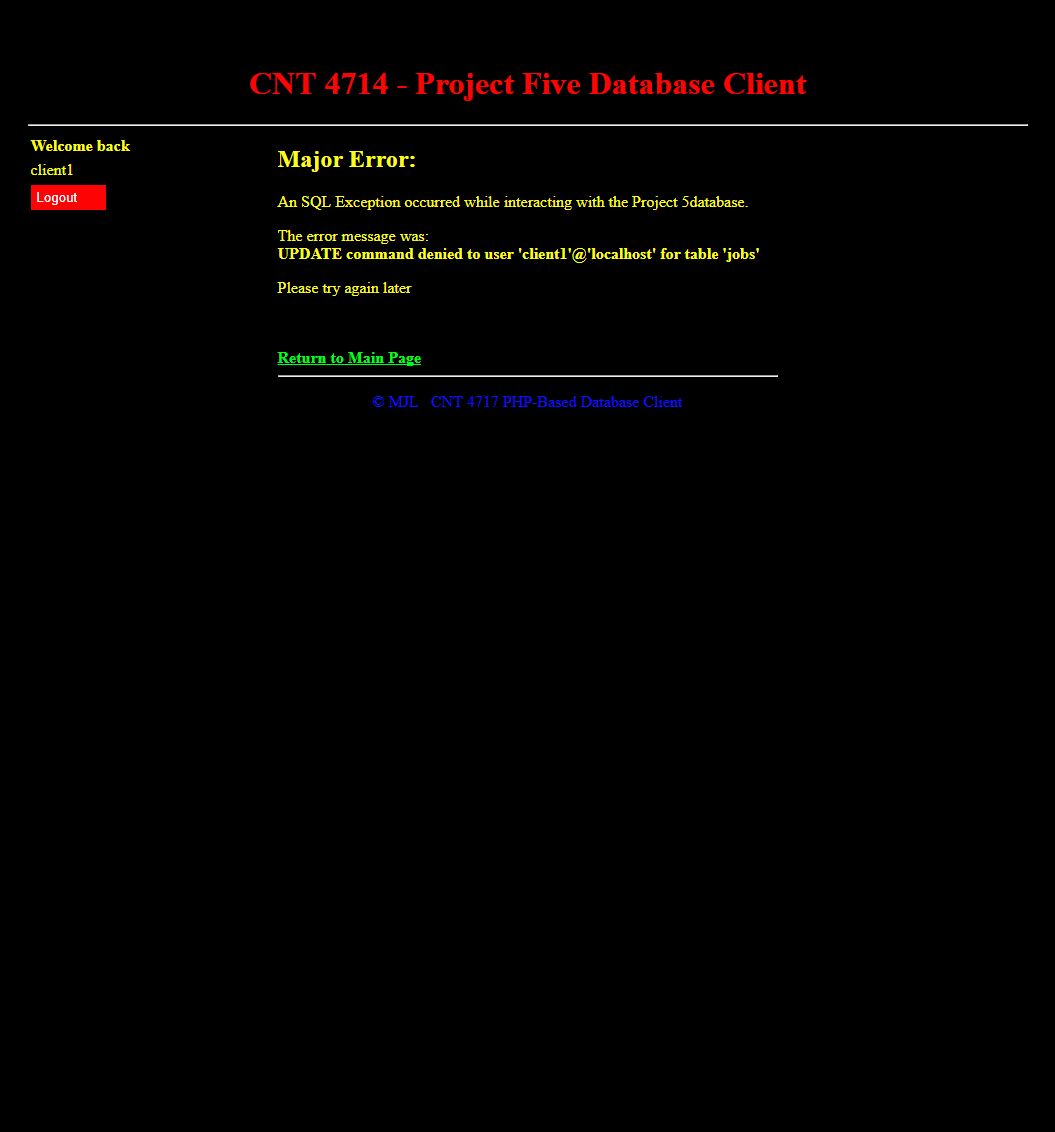 CNT 4714 - Project Five Database Client
Welcome back
client1
Logout
Major Error:
An SQL Exception occurred while interacting with the Project 5database.
The error message was:
UPDATE command denied to user 'client1'@'localhost' for table 'jobs'
Please try again later
Return to Main Page
© MJL   CNT 4717 PHP-Based Database Client